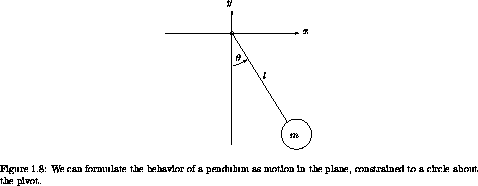 y
x
θ
l
m
Figure 1.8: We can formulate the behavior of a pendulum as motion in the plane, constrained to a circle about
the pivot.